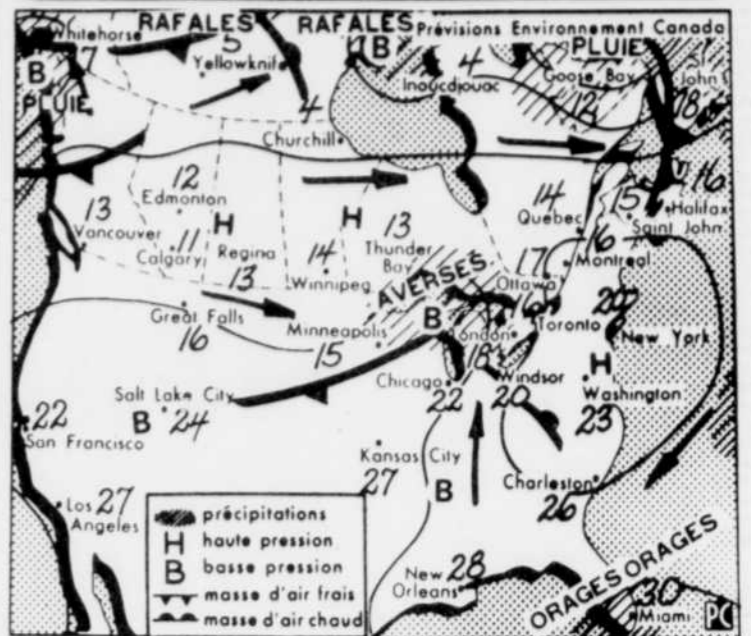 RAFALES RAFALES Prévisions Environnement Canada
Whitehorse 5 B 4 PLUIE St
7 Yellowknife Goose Bay John's
B Inoucdjouac
PLUIE 4 12 18
Churchill
12 14 15 16
13 Edmonton H H 13 Quebec Halifax
Vancouver 11 Regina Thunder 16 Saint John
Calgary 14 Bay 17 Montreal
13 Winnipeg AVERSES Ottawa
Great Falls 16 20
16 Minneapolis B London Toronto New York
15 18 H
Salt Lake City Chicago Windsor Washington
22 B 24 22 20 23
San Francisco
Kansas City
Los 27 27 B Charleston
Angeles 26
précipitations
H haute pression
B basse pression New 28 ORAGES ORAGES
masse d'air frais Orleans 30
masse d'air chaud Miami PC